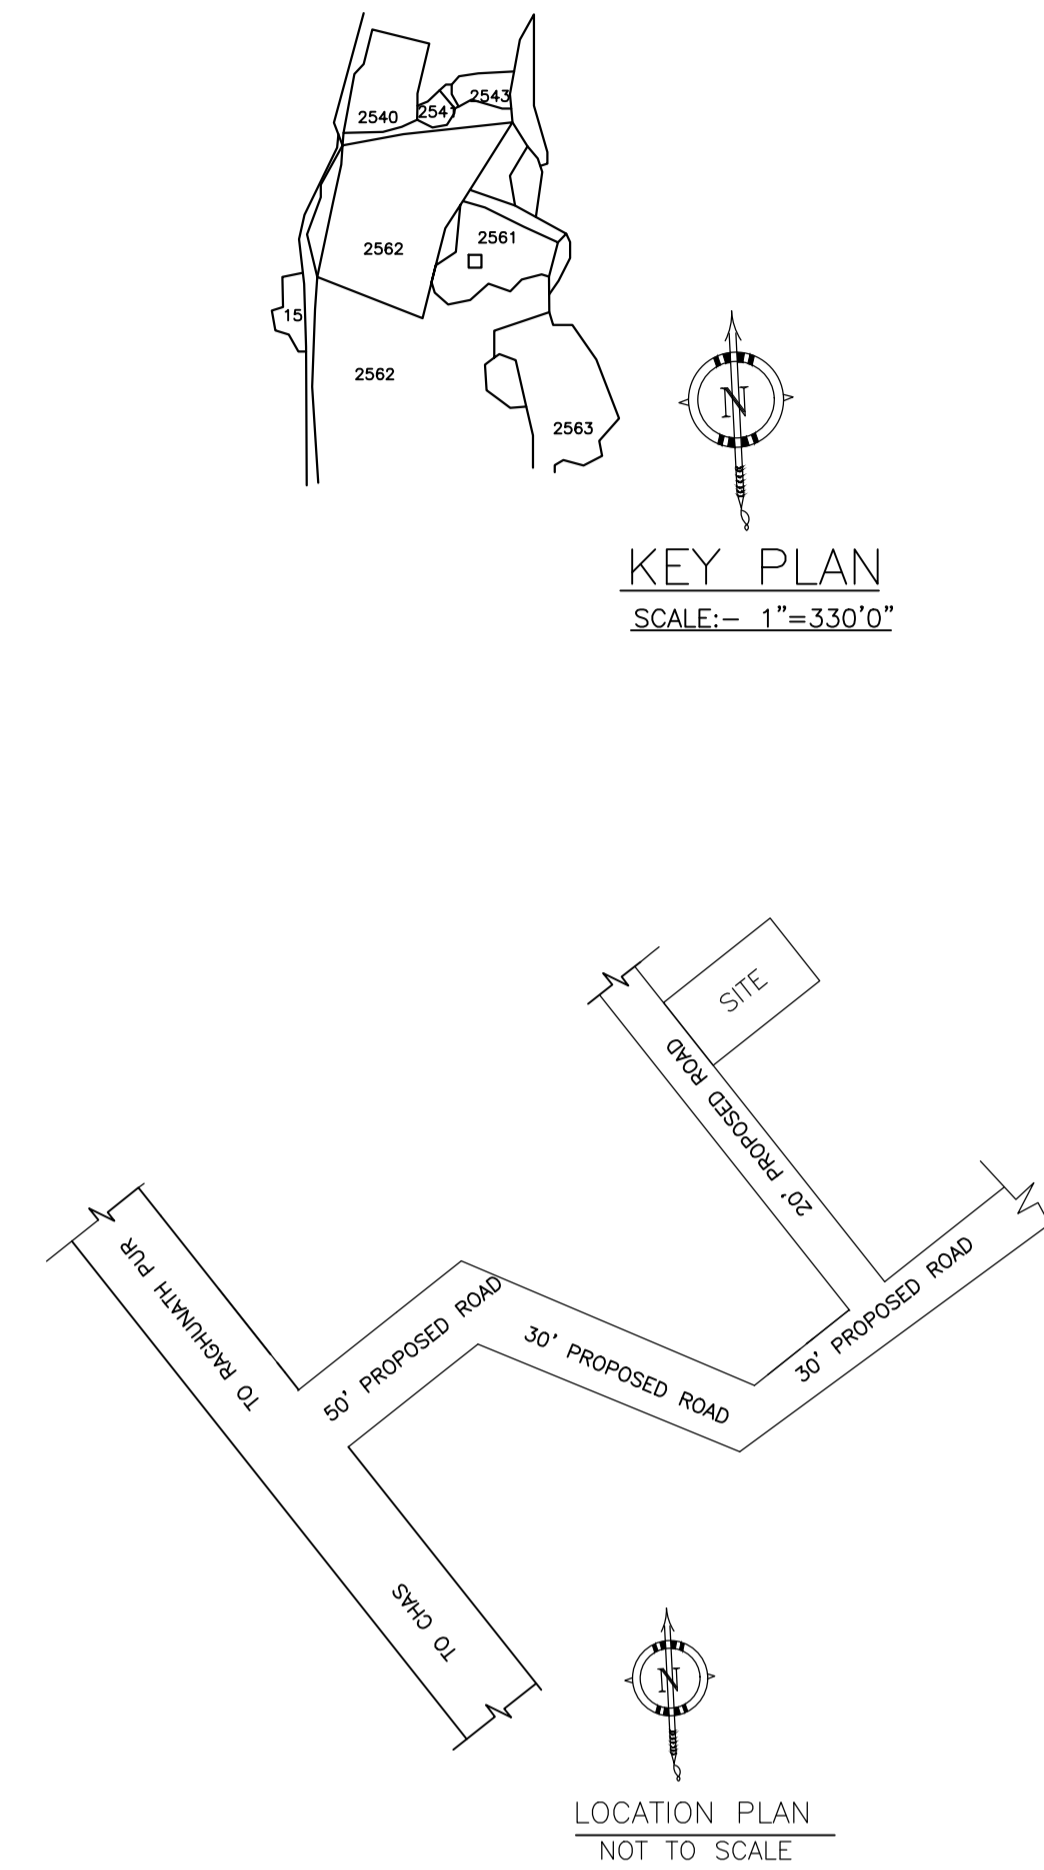 2543
2540
254
2561
2562
15
2562
2563
N
KEY PLAN
SCALE:- 1"=330'0"
SITE
20' PROPOSED ROAD
TO RAGHUNATH PUR
50' PROPOSED ROAD
30' PROPOSED ROAD
30' PROPOSED ROAD
TO CHAS
N
LOCATION PLAN
NOT TO SCALE